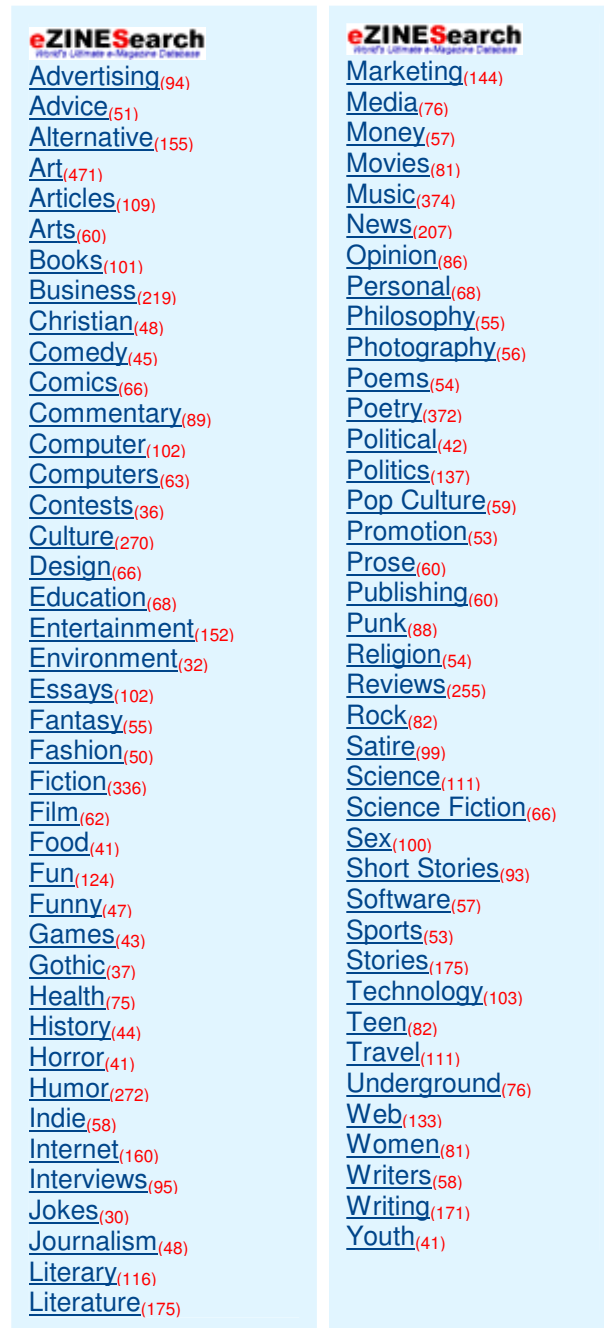 eZINESearch
World's Ultimate e-Magazine Database
Advertising(94)
Advice(51)
Alternative(155)
Art(471)
Articles(109)
Arts(60)
Books(101)
Business(219)
Christian(48)
Comedy(45)
Comics(66)
Commentary(89)
Computer(102)
Computers(63)
Contests(36)
Culture(270)
Design(66)
Education(68)
Entertainment(152)
Environment(32)
Essays(102)
Fantasy(55)
Fashion(50)
Fiction(336)
Film(62)
Food(41)
Fun(124)
Funny(47)
Games(43)
Gothic(37)
Health(75)
History(44)
Horror(41)
Humor(272)
Indie(58)
Internet(160)
Interviews(95)
Jokes(30)
Journalism(48)
Literary(116)
Literature(175)
eZINESearch
World's Ultimate e-Magazine Database
Marketing(144)
Media(76)
Money(57)
Movies(81)
Music(374)
News(207)
Opinion(86)
Personal(68)
Philosophy(55)
Photography(56)
Poems(54)
Poetry(372)
Political(42)
Politics(137)
Pop Culture(59)
Promotion(53)
Prose(60)
Publishing(60)
Punk(88)
Religion(54)
Reviews(255)
Rock(82)
Satire(99)
Science(111)
Science Fiction(66)
Sex(100)
Short Stories(93)
Software(57)
Sports(53)
Stories(175)
Technology(103)
Teen(82)
Travel(111)
Underground(76)
Web(133)
Women(81)
Writers(58)
Writing(171)
Youth(41)